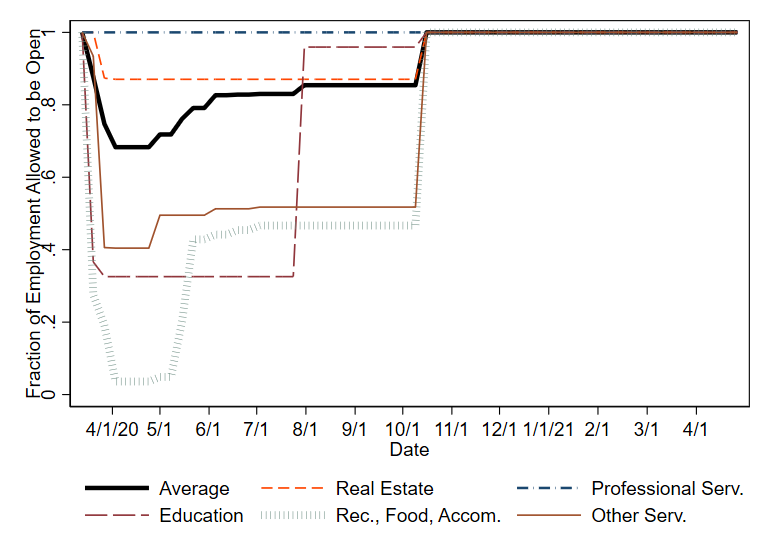 Fraction of Employment Allowed to be Open
1
.8
.6
.4
.2
0
4/1/20 5/1 6/1 7/1 8/1 9/1 10/1 11/1 12/1 1/1/21 2/1 3/1 4/1
Date
Average Real Estate Professional Serv.
Education Rec., Food, Accom. Other Serv.